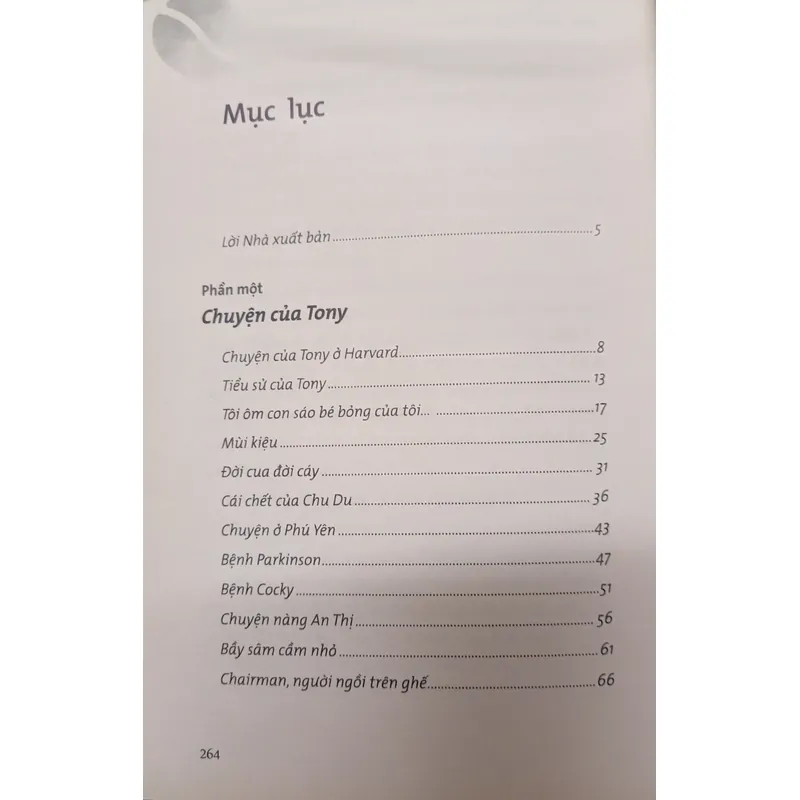 Mục lục
Lời Nhà xuất bản 5
Phần một
Chuyện của Tony
Chuyện của Tony ở Harvard 8
Tiểu sử của Tony 13
Tôi ôm con sáo bé bỏng của tôi... 17
Mùi kiệu 25
Đời cua đời cáy 31
Cái chết của Chu Du 36
Chuyện ở Phú Yên 43
Bệnh Parkinson 47
Bệnh Cocky 51
Chuyện nàng An Thị 56
Bầy sâm cầm nhỏ 61
Chairman, người ngồi trên ghế 66
264